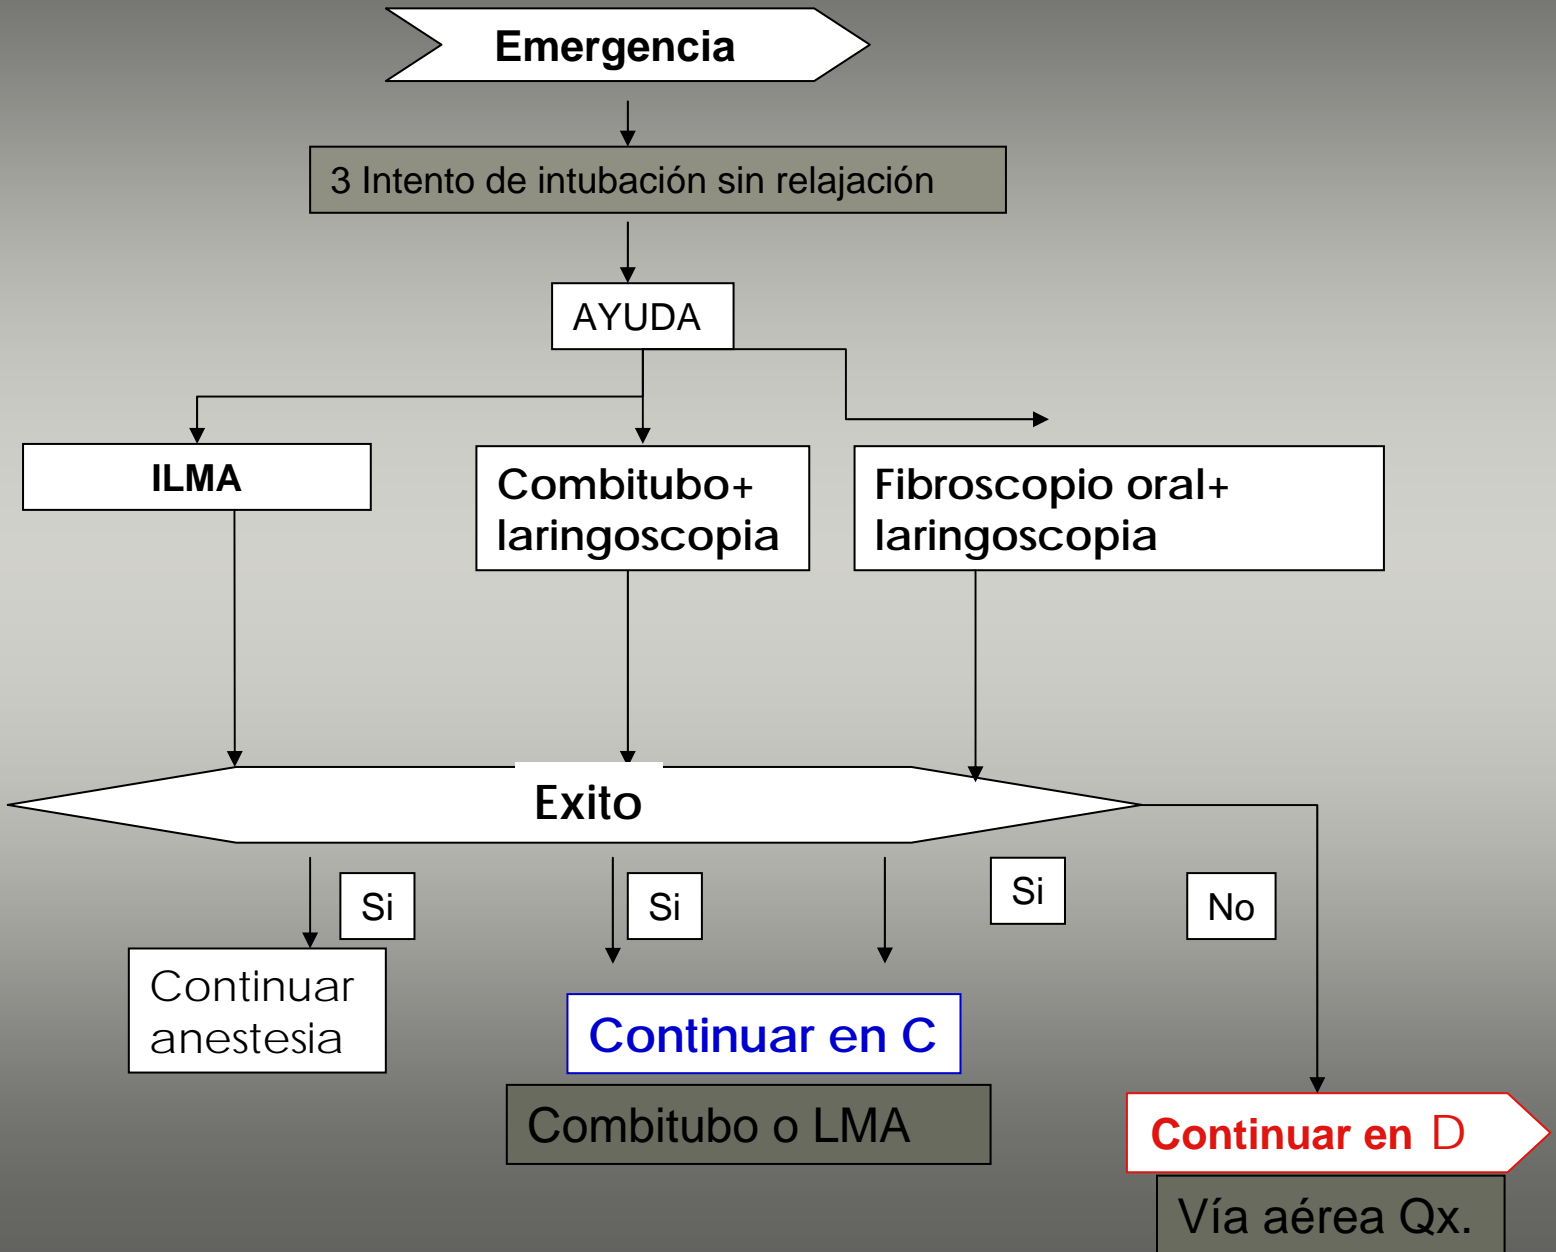 Emergencia
3 Intento de intubación sin relajación
AYUDA
ILMA
Combitubo+
laringoscopia
Fibroscopio oral+
laringoscopia
Exito
Si
Si
Si
No
Continuar
anestesia
Continuar en C
Combitubo o LMA
Continuar en D
Vía aérea Qx.